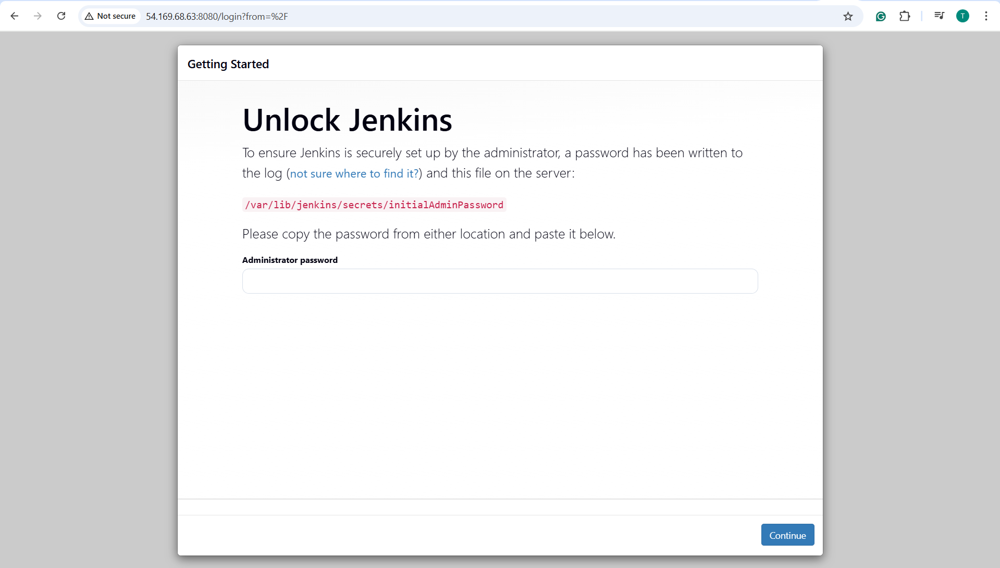 Not secure 54.169.68.63:8080/login?from=%2F
T
Getting Started
Unlock Jenkins
To ensure Jenkins is securely set up by the administrator, a password has been written to
the log (not sure where to find it?) and this file on the server:
/var/lib/jenkins/secrets/initialAdminPassword
Please copy the password from either location and paste it below.
Administrator password
Continue